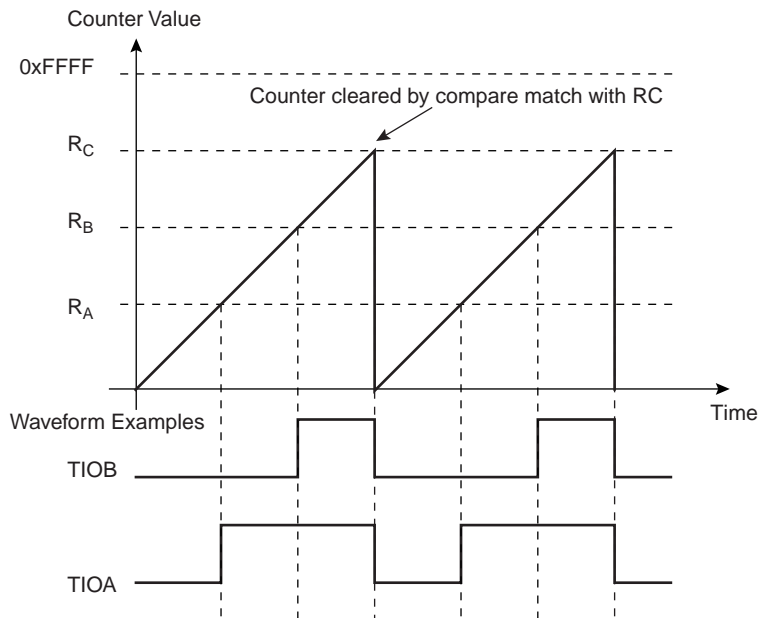 Counter Value
0xFFFF
Counter cleared by compare match with RC
RC
RB
RA
Time
Waveform Examples
TIOB
TIOA